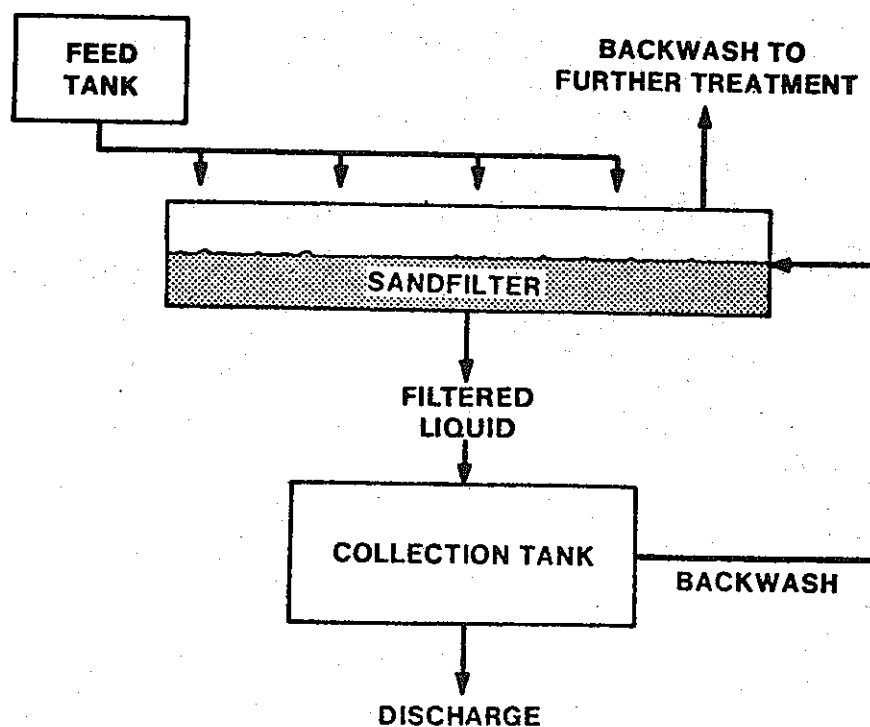 FEED
TANK
BACKWASH TO
FURTHER TREATMENT
SANDFILTER
FILTERED
LIQUID
COLLECTION TANK
BACKWASH
DISCHARGE